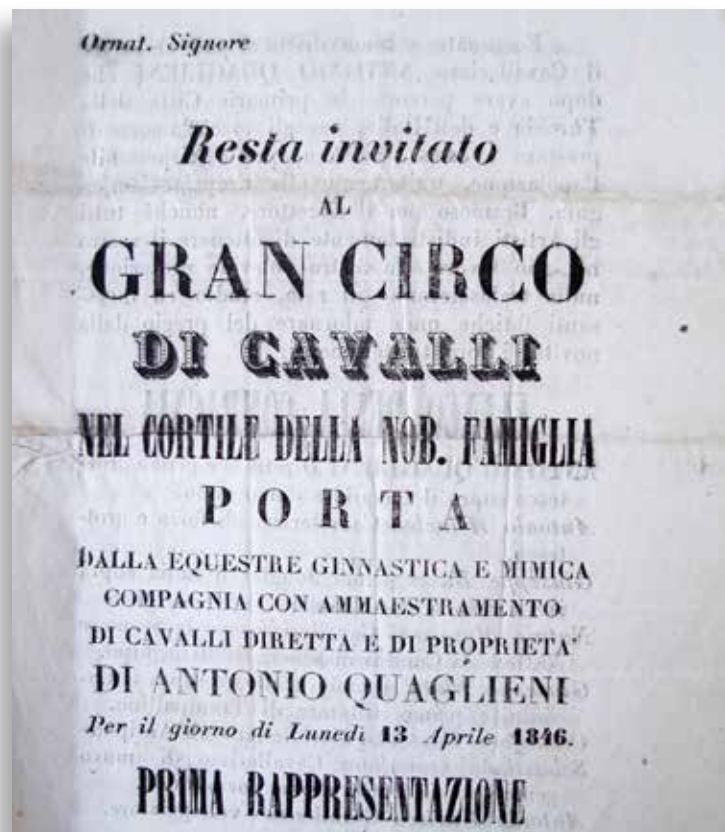 Ornat. Signore
Resta invitato
AL
GRAN CIRCO
DI CAVALLI
NEL CORTILE DELLA NOB. FAMIGLIA
PORTA
DALLA EQUESTRE GINNASTICA E MIMICA
COMPAGNIA CON AMMAESTRAMENTO
DI CAVALLI DIRETTA E DI PROPRIETA'
DI ANTONIO QUAGLIENI
Per il giorno di Lunedì 13 Aprile 1846.
PRIMA RAPPRESENTAZIONE